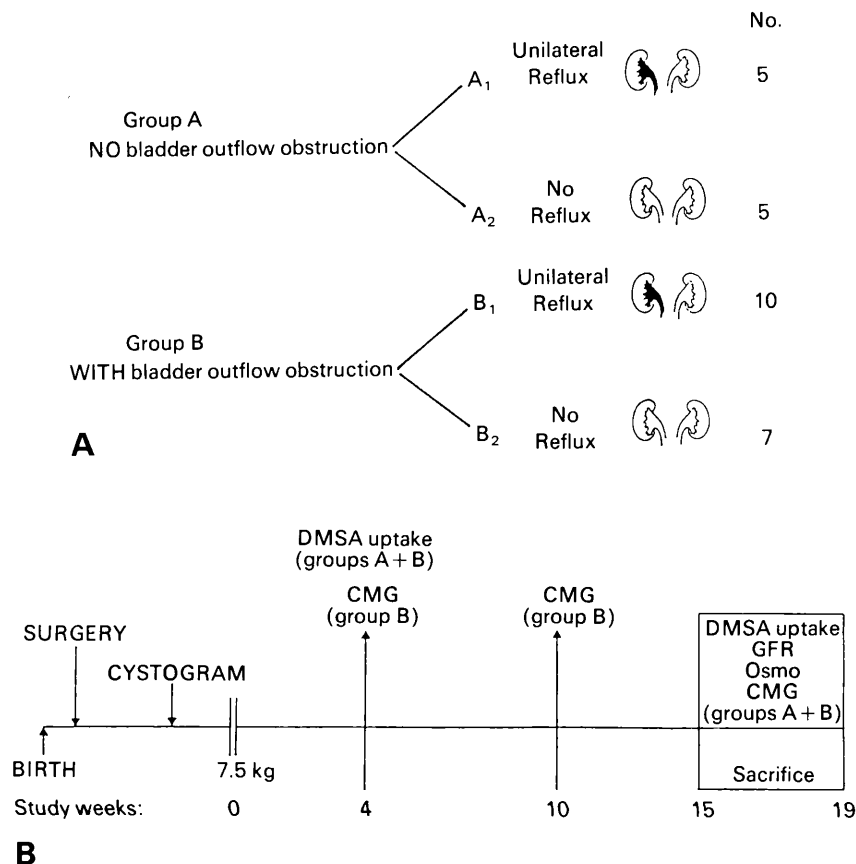 No.
Group A
NO bladder outflow obstruction
A₁
Unilateral
Reflux
5
A₂
No
Reflux
5
Group B
WITH bladder outflow obstruction
B₁
Unilateral
Reflux
10
B₂
No
Reflux
7
A
SURGERY
CYSTOGRAM
DMSA uptake
(groups A + B)
CMG
(group B)
CMG
(group B)
DMSA uptake
GFR
Osmo
CMG
(groups A + B)
BIRTH
7.5 kg
Sacrifice
Study weeks: 0 4 10 15 19
B